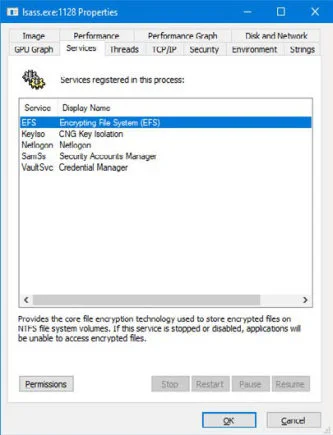 lsass.exe:1128 Properties
Image Performance Performance Graph Disk and Network
GPU Graph Services Threads TCP/IP Security Environment Strings
Services registered in this process:
Service Display Name
EFS Encrypting File System (EFS)
KeyIso CNG Key Isolation
Netlogon Netlogon
SamSs Security Accounts Manager
VaultSvc Credential Manager
Provides the core file encryption technology used to store encrypted files on
NTFS file system volumes. If this service is stopped or disabled, applications will
be unable to access encrypted files.
Permissions Stop Restart Pause Resume
OK Cancel